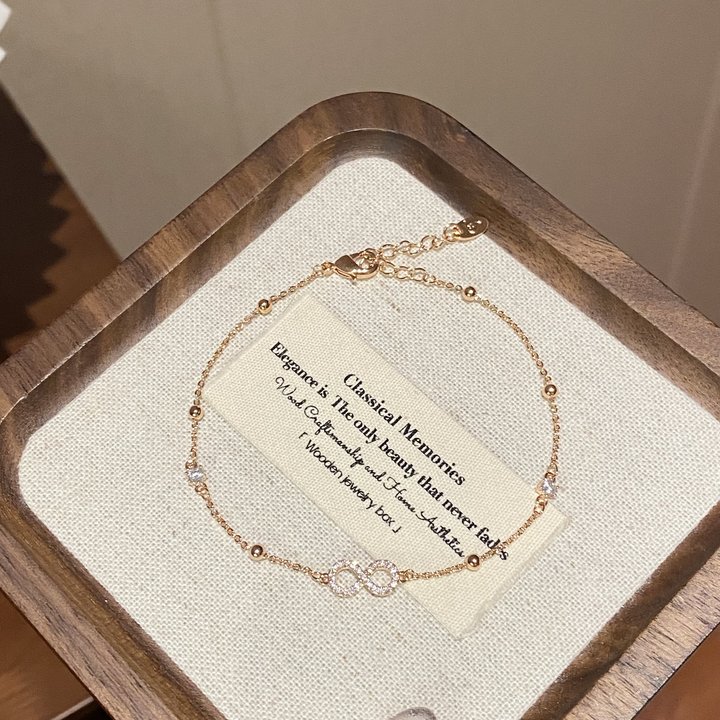 Classical Memories
Elegance is The only beauty that never fades
Wood Craftsmanship and Home Aesthetics
「 Wooden jewelry box 」